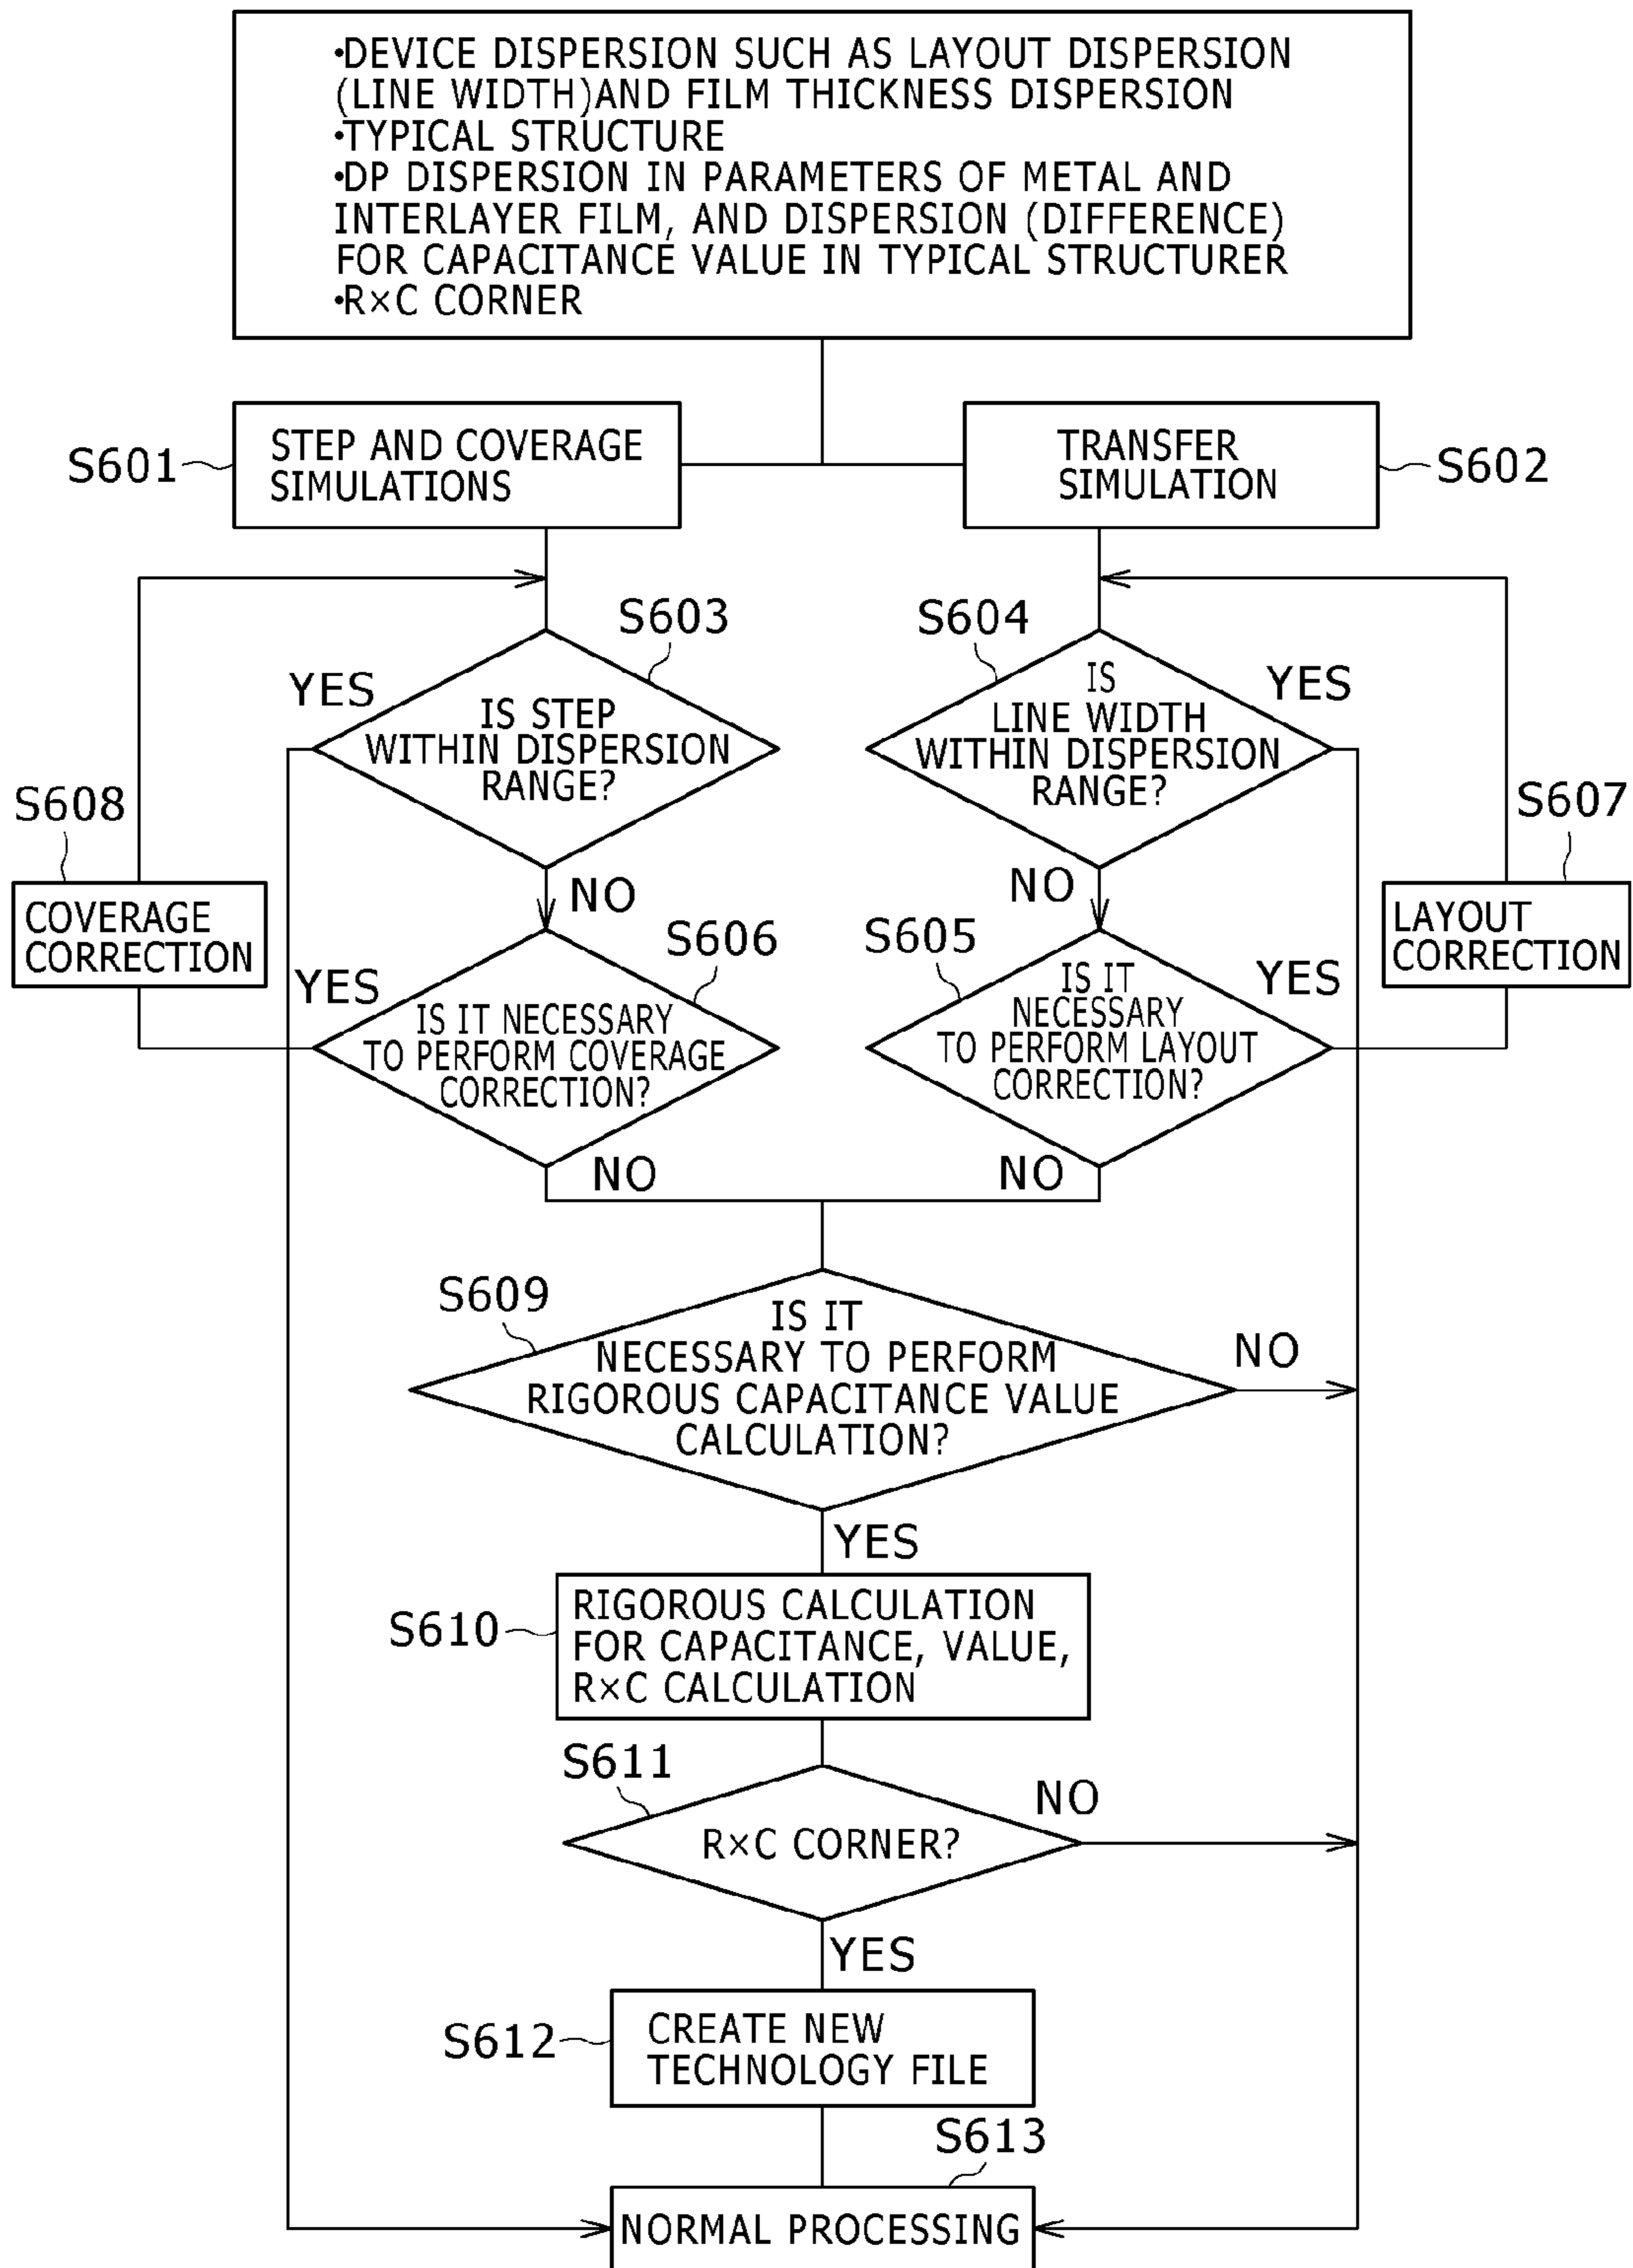 •DEVICE DISPERSION SUCH AS LAYOUT DISPERSION
(LINE WIDTH)AND FILM THICKNESS DISPERSION
•TYPICAL STRUCTURE
•DP DISPERSION IN PARAMETERS OF METAL AND
INTERLAYER FILM, AND DISPERSION (DIFFERENCE)
FOR CAPACITANCE VALUE IN TYPICAL STRUCTURER
•R×C CORNER
S601
STEP AND COVERAGE
SIMULATIONS
TRANSFER
SIMULATION
S602
S603
YES
IS STEP
WITHIN DISPERSION
RANGE?
NO
S604
IS
LINE WIDTH
WITHIN DISPERSION
RANGE?
YES
NO
S608
COVERAGE
CORRECTION
S607
LAYOUT
CORRECTION
S606
YES
IS IT NECESSARY
TO PERFORM COVERAGE
CORRECTION?
NO
S605
IS IT
NECESSARY
TO PERFORM LAYOUT
CORRECTION?
YES
NO
S609
IS IT
NECESSARY TO PERFORM
RIGOROUS CAPACITANCE VALUE
CALCULATION?
NO
YES
S610
RIGOROUS CALCULATION
FOR CAPACITANCE, VALUE,
R×C CALCULATION
S611
R×C CORNER?
NO
YES
S612
CREATE NEW
TECHNOLOGY FILE
S613
NORMAL PROCESSING